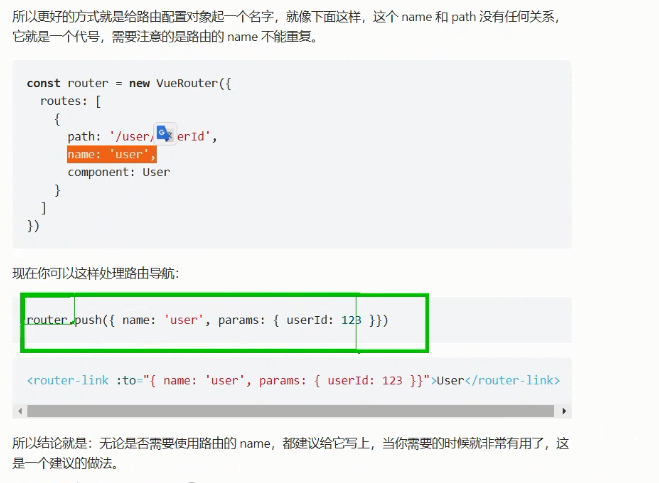 所以更好的方式就是给路由配置对象起一个名字，就像下面这样，这个 name 和 path 没有任何关系，
它就是一个代号，需要注意的是路由的 name 不能重复。
const router = new VueRouter({
routes: [
{
path: '/user/ erId',
name: 'user',
component: User
}
]
})
现在你可以这样处理路由导航：
router.push({ name: 'user', params: { userId: 123 }})
<router-link :to="{ name: 'user', params: { userId: 123 }}">User</router-link>
所以结论就是：无论是否需要使用路由的 name，都建议给它写上，当你需要的时候就非常有用了，这
是一个建议的做法。